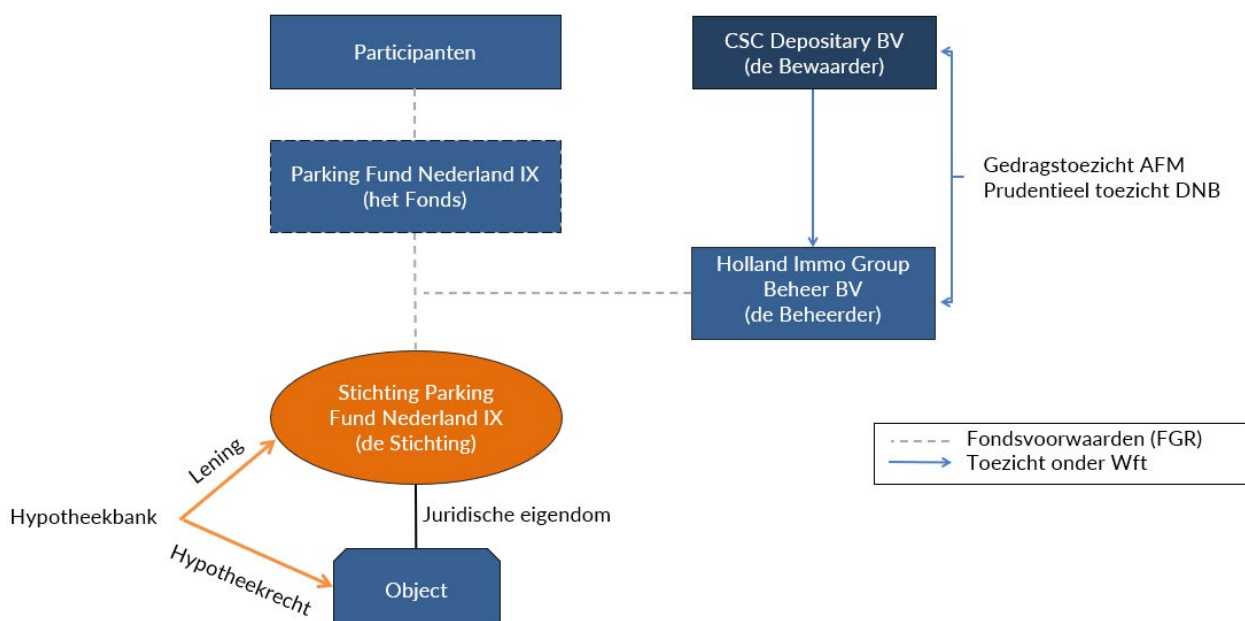 Participanten
CSC Depositary BV
(de Bewaarder)
Parking Fund Nederland IX
(het Fonds)
Gedragstoezicht AFM
Prudentieel toezicht DNB
Holland Immo Group
Beheer BV
(de Beheerder)
Stichting Parking
Fund Nederland IX
(de Stichting)
Fondsvoorwaarden (FGR)
Toezicht onder Wft
Lening
Hypotheekbank
Juridische eigendom
Hypotheekrecht
Object